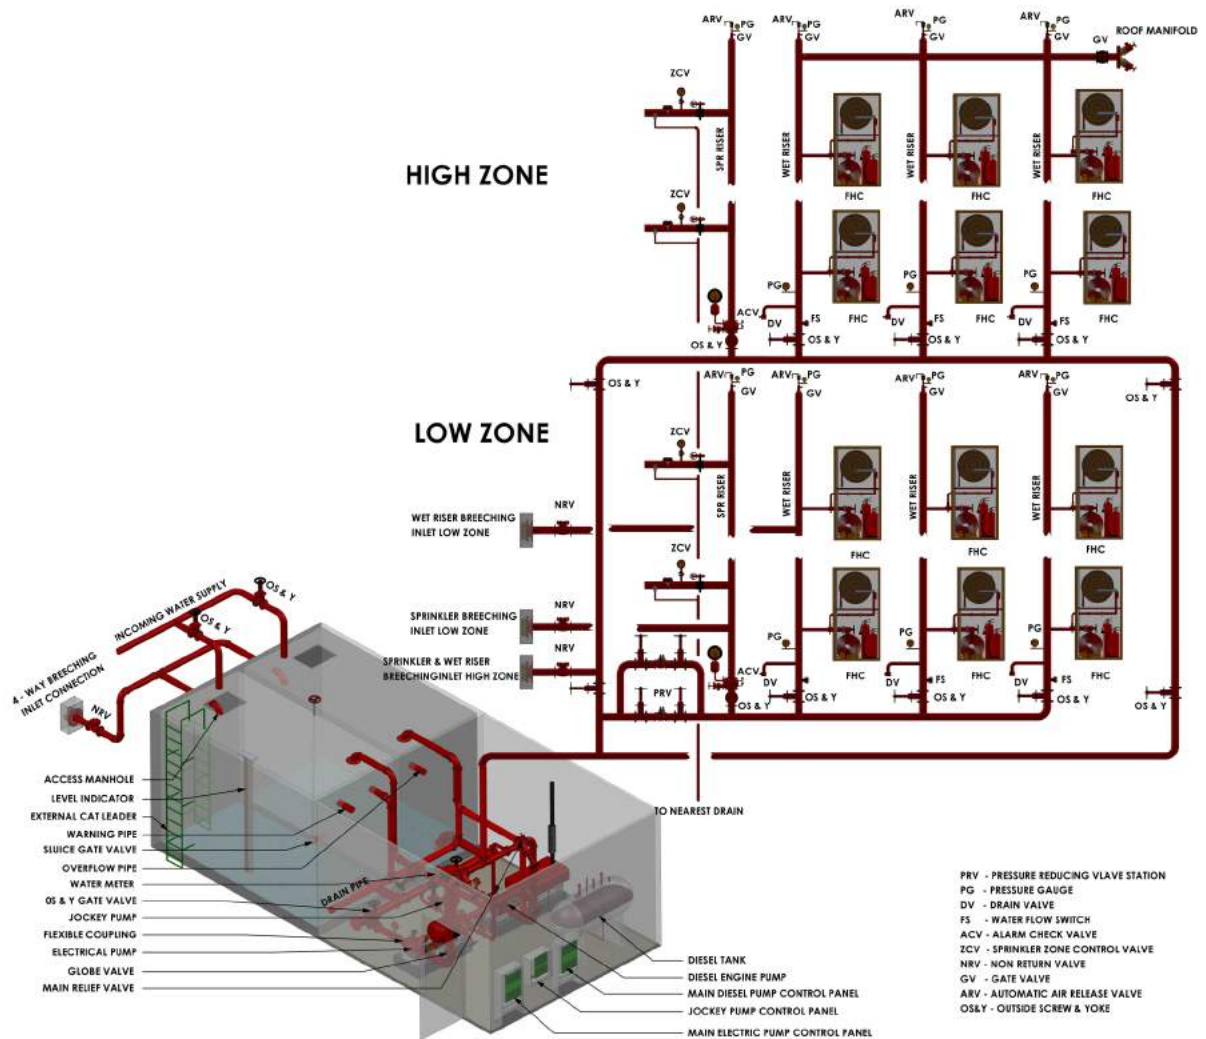 ARV PG GV
ARV PG GV
ARV PG GV
ARV PG GV
GV
ROOF MANIFOLD
ZCV
SPR RISER
WET RISER
WET RISER
WET RISER
HIGH ZONE
FHC FHC FHC
ZCV
PG PG PG
ACV
DV FS
DV FS
DV FS
FHC FHC FHC
OS & Y OS & Y OS & Y OS & Y
OS & Y
ARV PG GV
ARV PG GV
ARV PG GV
ARV PG GV
OS & Y
LOW ZONE
ZCV
SPR RISER
WET RISER
WET RISER
WET RISER
WET RISER BREECHING
INLET LOW ZONE
NRV
ZCV
FHC FHC FHC
SPRINKLER BREECHING
INLET LOW ZONE
NRV
SPRINKLER & WET RISER
BREECHINGINLET HIGH ZONE
NRV
PRV
PG PG PG
ACV
DV
DV FS
DV FS
FHC FHC FHC
OS & Y OS & Y OS & Y OS & Y
OS & Y
INCOMING WATER SUPPLY
OS & Y
OS & Y
4 - WAY BREECHING
INLET CONNECTION
NRV
TO NEAREST DRAIN
ACCESS MANHOLE
LEVEL INDICATOR
EXTERNAL CAT LEADER
WARNING PIPE
SLUICE GATE VALVE
OVERFLOW PIPE
WATER METER
OS & Y GATE VALVE
JOCKEY PUMP
FLEXIBLE COUPLING
ELECTRICAL PUMP
GLOBE VALVE
MAIN RELIEF VALVE
DRAIN PIPE
DIESEL TANK
DIESEL ENGINE PUMP
MAIN DIESEL PUMP CONTROL PANEL
JOCKEY PUMP CONTROL PANEL
MAIN ELECTRIC PUMP CONTROL PANEL
PRV - PRESSURE REDUCING VLAVE STATION
PG - PRESSURE GAUGE
DV - DRAIN VALVE
FS - WATER FLOW SWITCH
ACV - ALARM CHECK VALVE
ZCV - SPRINKLER ZONE CONTROL VALVE
NRV - NON RETURN VALVE
GV - GATE VALVE
ARV - AUTOMATIC AIR RELEASE VALVE
OS&Y - OUTSIDE SCREW & YOKE